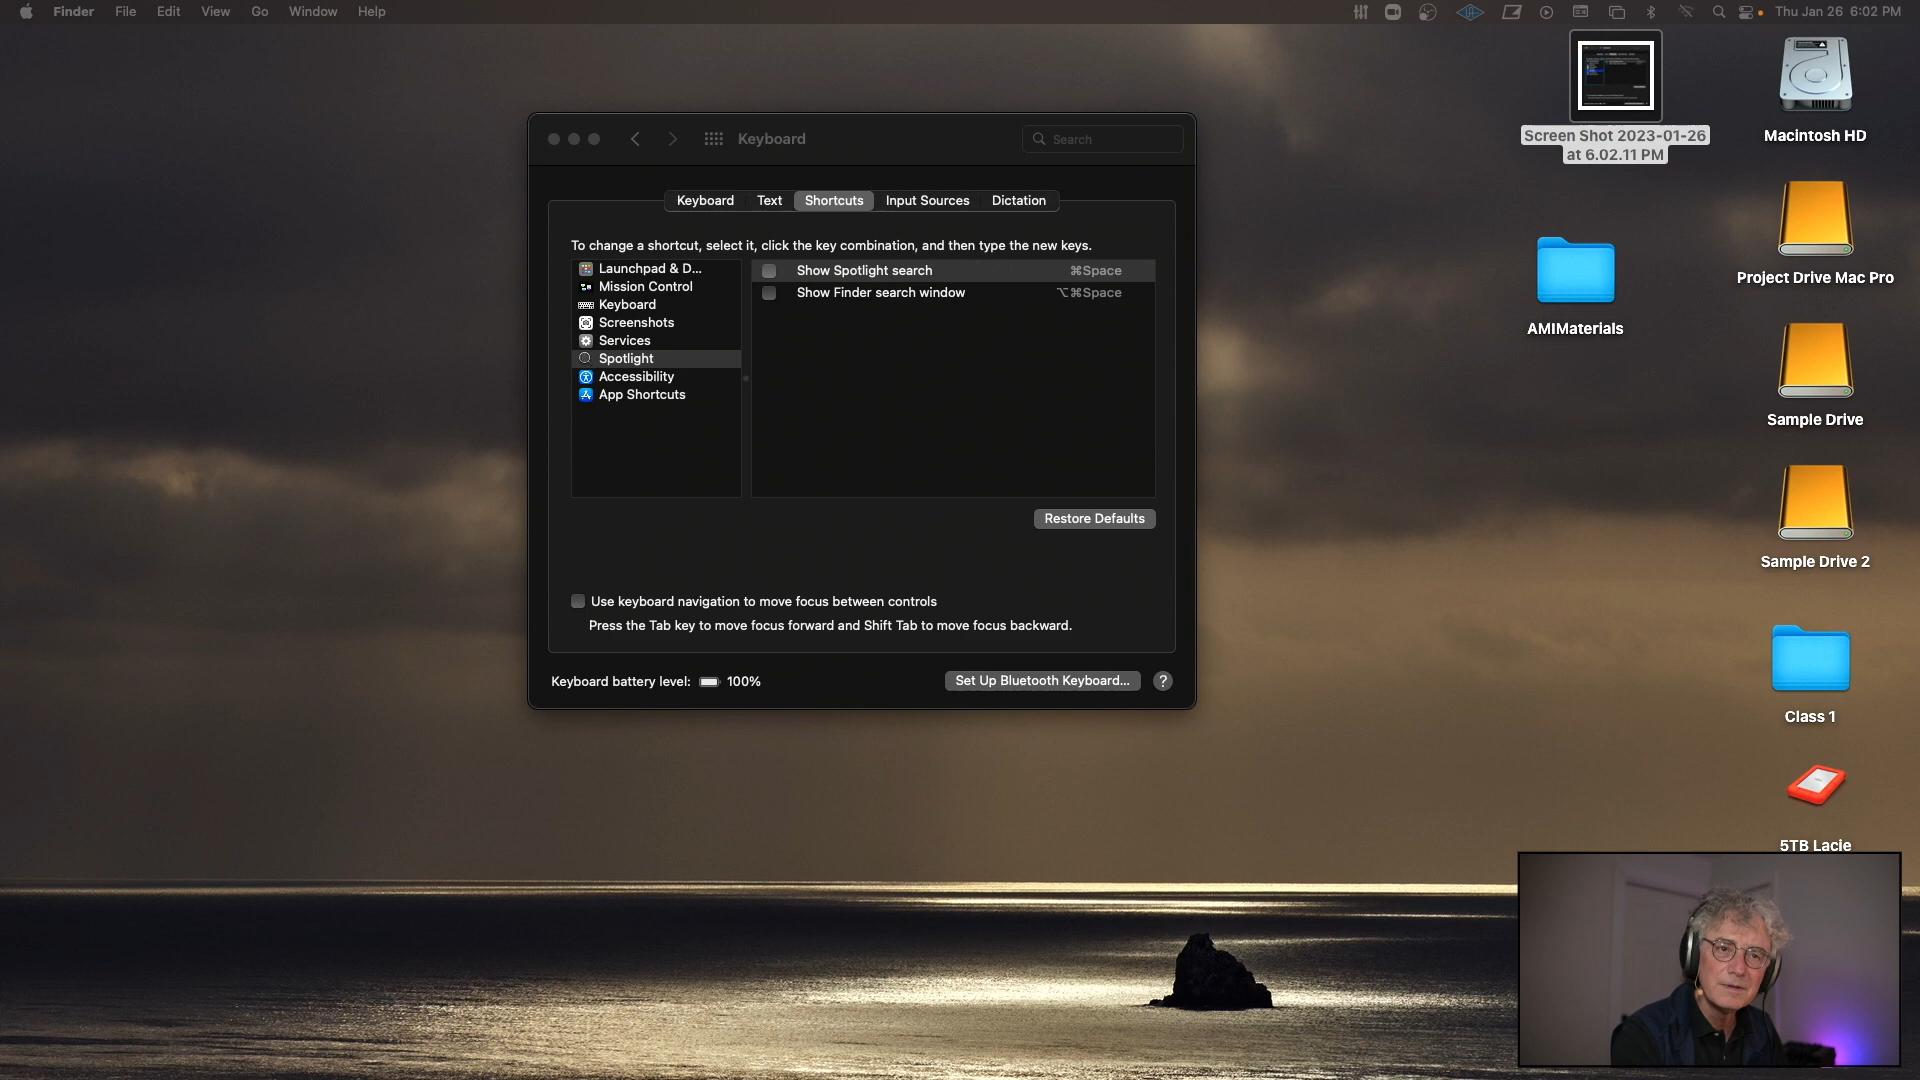 Finder File Edit View Go Window Help
Thu Jan 26 6:02 PM
Screen Shot 2023-01-26
at 6.02.11 PM
Macintosh HD
Project Drive Mac Pro
AMIMaterials
Sample Drive
Sample Drive 2
Class 1
5TB Lacie
Keyboard
Search
Keyboard Text Shortcuts Input Sources Dictation
To change a shortcut, select it, click the key combination, and then type the new keys.
Launchpad & D...
Mission Control
Keyboard
Screenshots
Services
Spotlight
Accessibility
App Shortcuts
Show Spotlight search ⌘Space
Show Finder search window ⌥⌘Space
Restore Defaults
Use keyboard navigation to move focus between controls
Press the Tab key to move focus forward and Shift Tab to move focus backward.
Keyboard battery level: 100%
Set Up Bluetooth Keyboard...
?